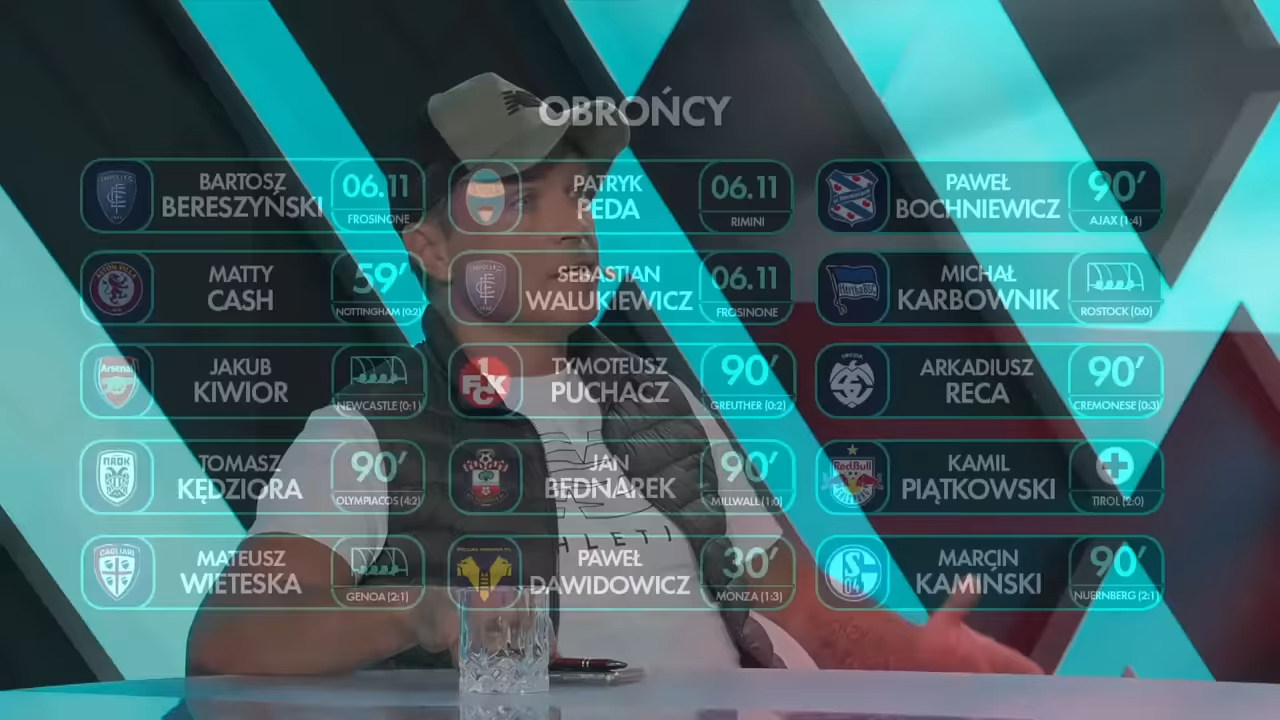 OBROŃCY
BARTOSZ
BERESZYŃSKI
06.11
FROSINONE
PATRYK
PEDA
06.11
RIMINI
PAWEŁ
BOCHNIEWICZ
90’
AJAX (1:4)
MATTY
CASH
59’
NOTTINGHAM (0:2)
SEBASTIAN
WALUKIEWICZ
06.11
FROSINONE
MICHAŁ
KARBOWNIK
ROSTOCK (0:0)
JAKUB
KIWIOR
NEWCASTLE (0:1)
TYMOTEUSZ
PUCHACZ
90’
GREUTHER (0:2)
ARKADIUSZ
RECA
90’
CREMONESE (0:3)
TOMASZ
KĘDZIORA
90’
OLYMPIACOS (4:2)
JAN
BEDNAREK
90’
MILLWALL (1:0)
KAMIL
PIĄTKOWSKI
TIROL (2:0)
MATEUSZ
WIETESKA
GENOA (2:1)
PAWEŁ
DAWIDOWICZ
30’
MONZA (1:3)
MARCIN
KAMIŃSKI
90’
NUERNBERG (2:1)